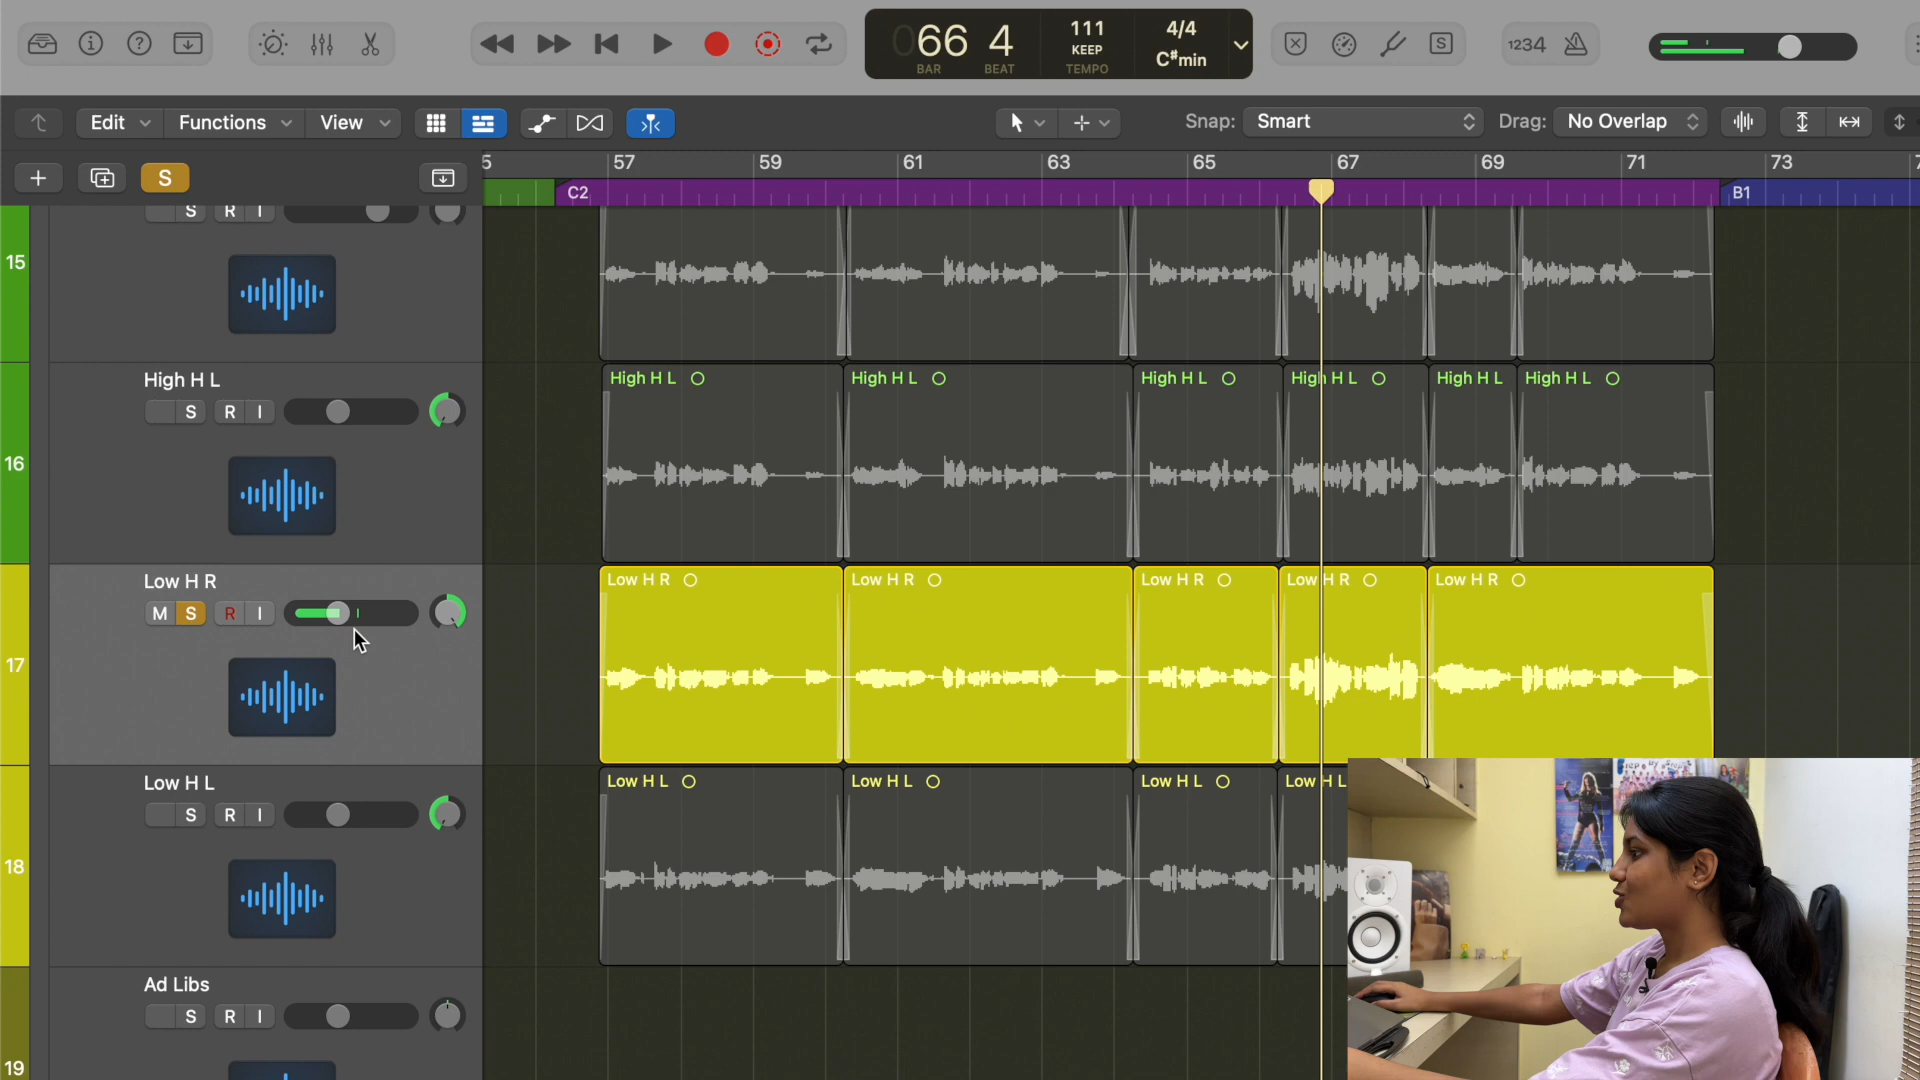 066 4
BAR BEAT
111
KEEP
TEMPO
4/4
C#min
S
1234
Edit Functions View
Snap: Smart Drag: No Overlap
S
5 57 59 61 63 65 67 69 71 73
C2 B1
15
S R I
16
High H L
S R I
High H L High H L High H L High H L High H L High H L
17
Low H R
M S R I
Low H R Low H R Low H R Low H R Low H R
18
Low H L
S R I
Low H L Low H L Low H L Low H L
19
Ad Libs
S R I